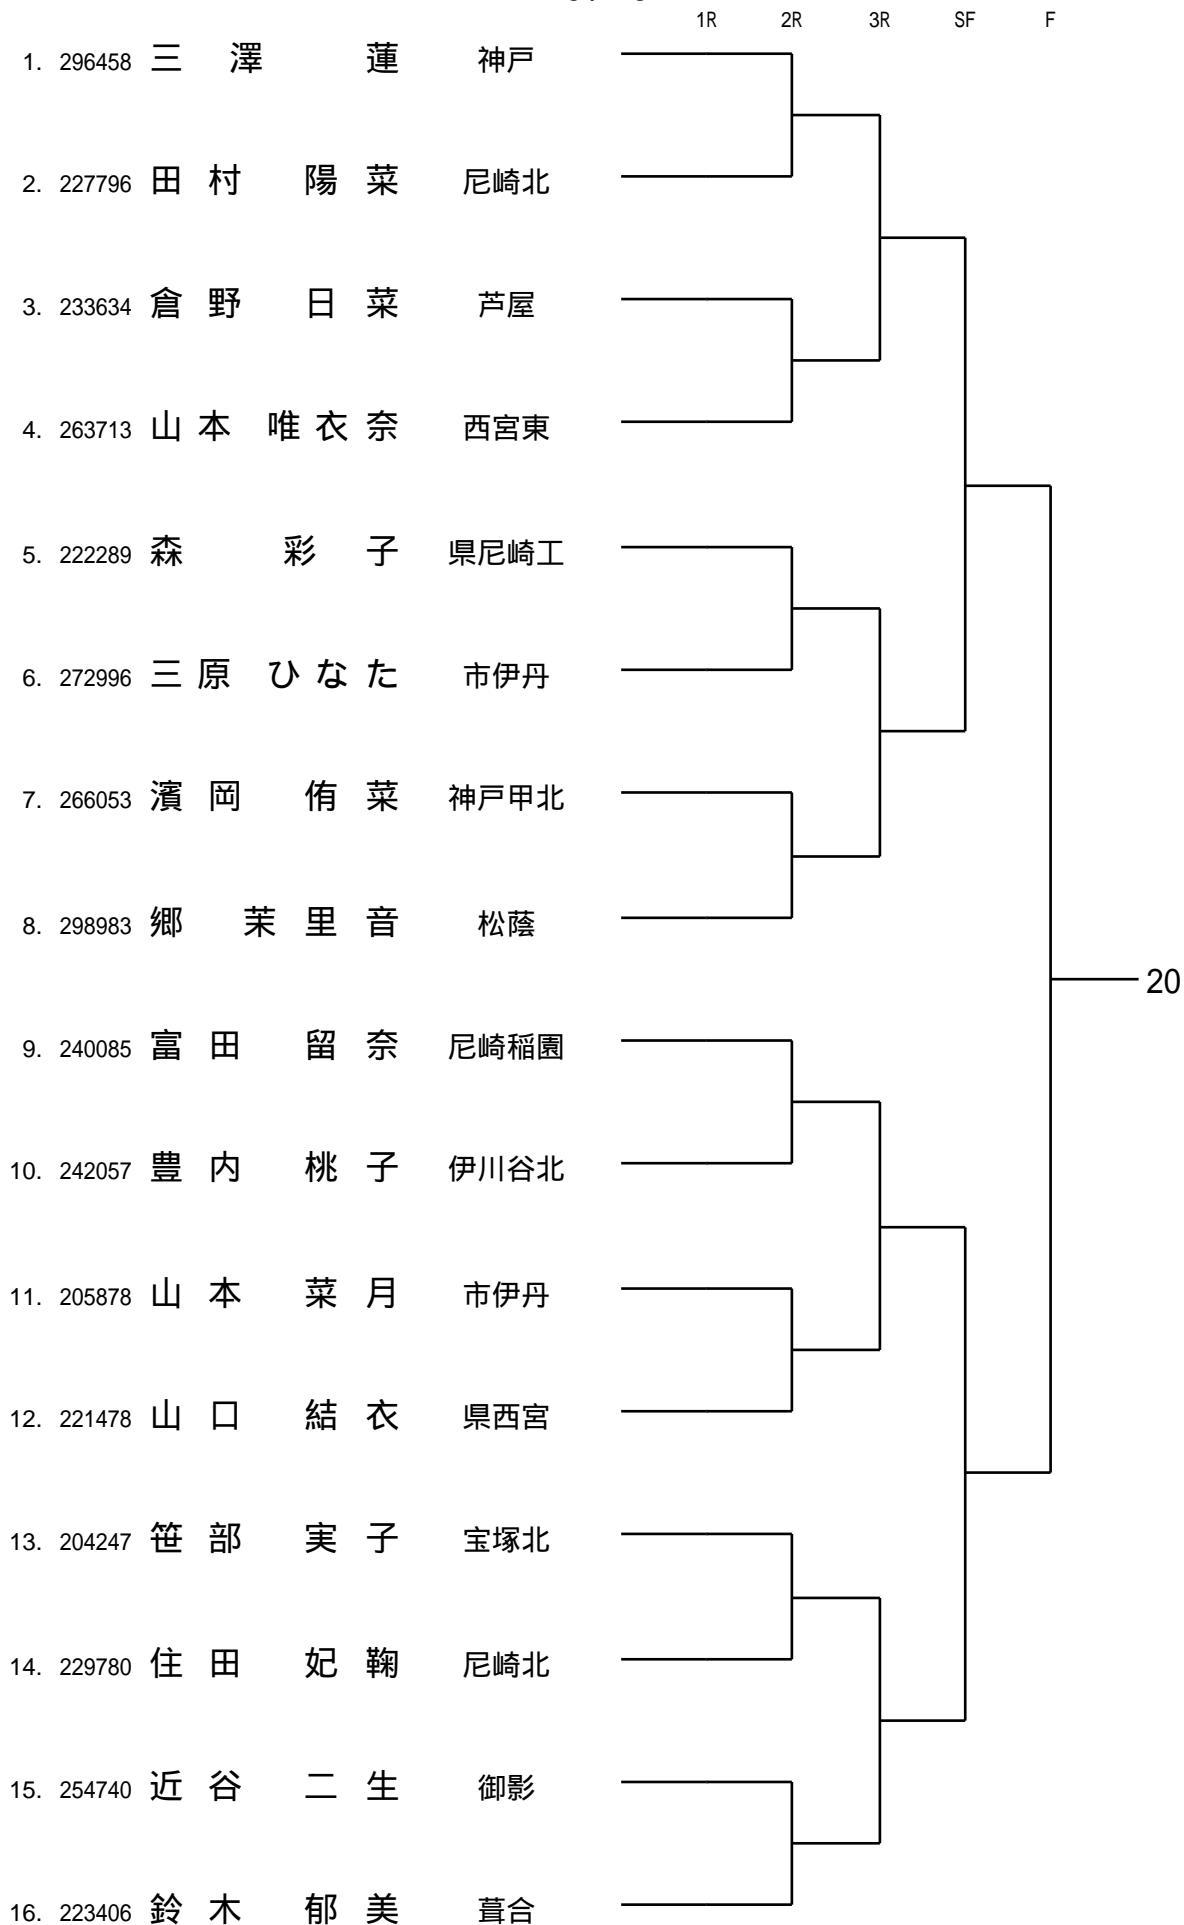 1R 2R 3R SF F
1. 296458 三澤 蓮 神戸
2. 227796 田村 陽菜 尼崎北
3. 233634 倉野 日菜 芦屋
4. 263713 山本 唯衣奈 西宮東
5. 222289 森 彩子 県尼崎工
6. 272996 三原 ひなた 市伊丹
7. 266053 濱岡 侑菜 神戸甲北
8. 298983 郷 茉里音 松蔭
20
9. 240085 富田 留奈 尼崎稲園
10. 242057 豊内 桃子 伊川谷北
11. 205878 山本 菜月 市伊丹
12. 221478 山口 結衣 県西宮
13. 204247 笹部 実子 宝塚北
14. 229780 住田 妃鞠 尼崎北
15. 254740 近谷 二生 御影
16. 223406 鈴木 郁美 葺合